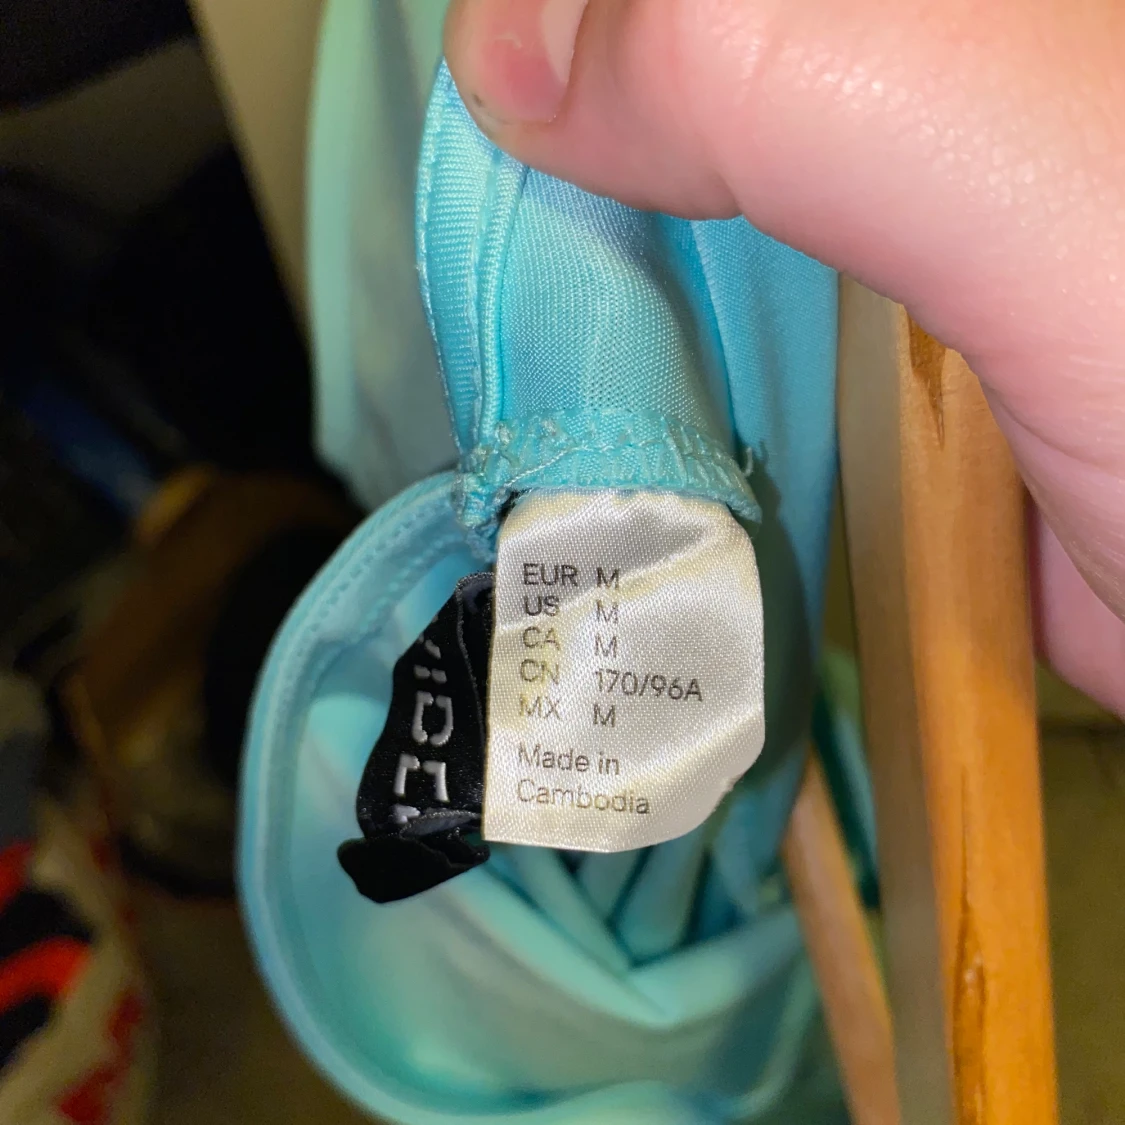 EUR M
US M
CA M
CN 170/96A
MX M
Made in
Cambodia